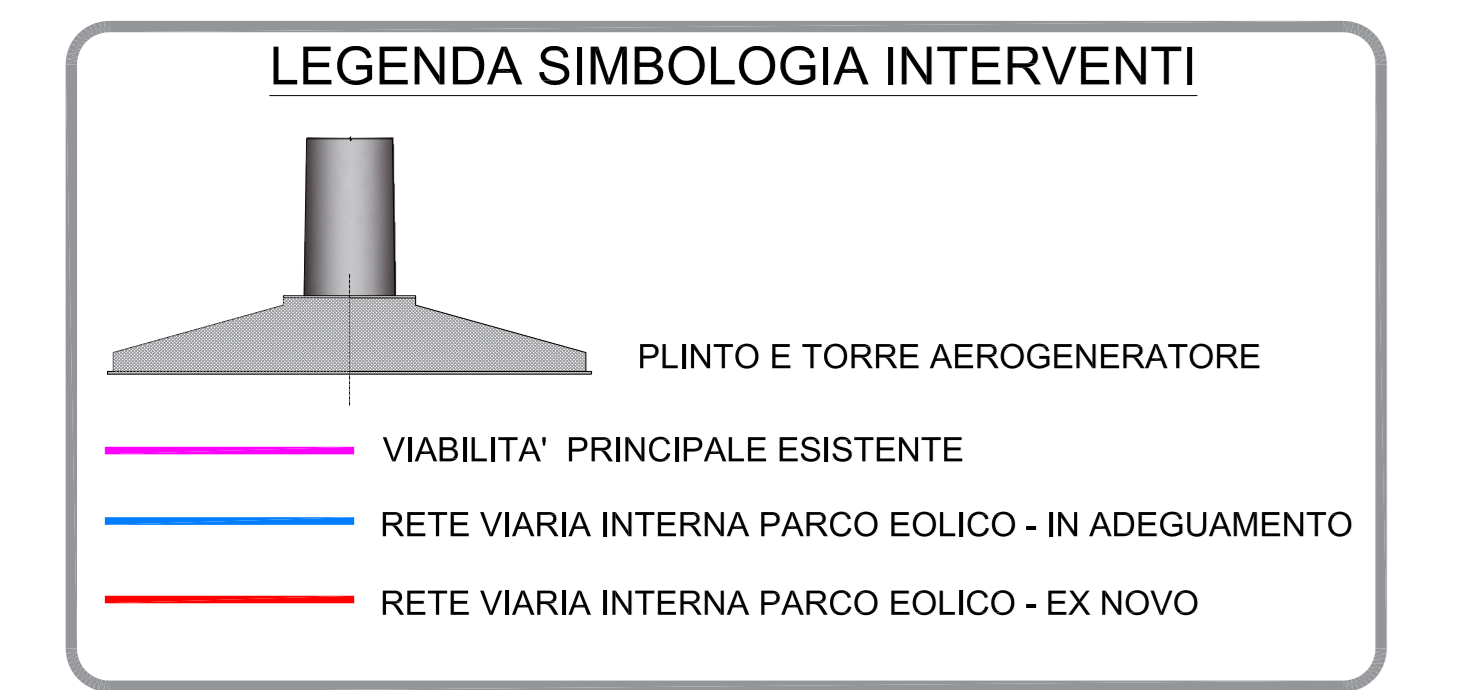 LEGENDA SIMBOLOGIA INTERVENTI
PLINTO E TORRE AEROGENERATORE
VIABILITA' PRINCIPALE ESISTENTE
RETE VIARIA INTERNA PARCO EOLICO - IN ADEGUAMENTO
RETE VIARIA INTERNA PARCO EOLICO - EX NOVO